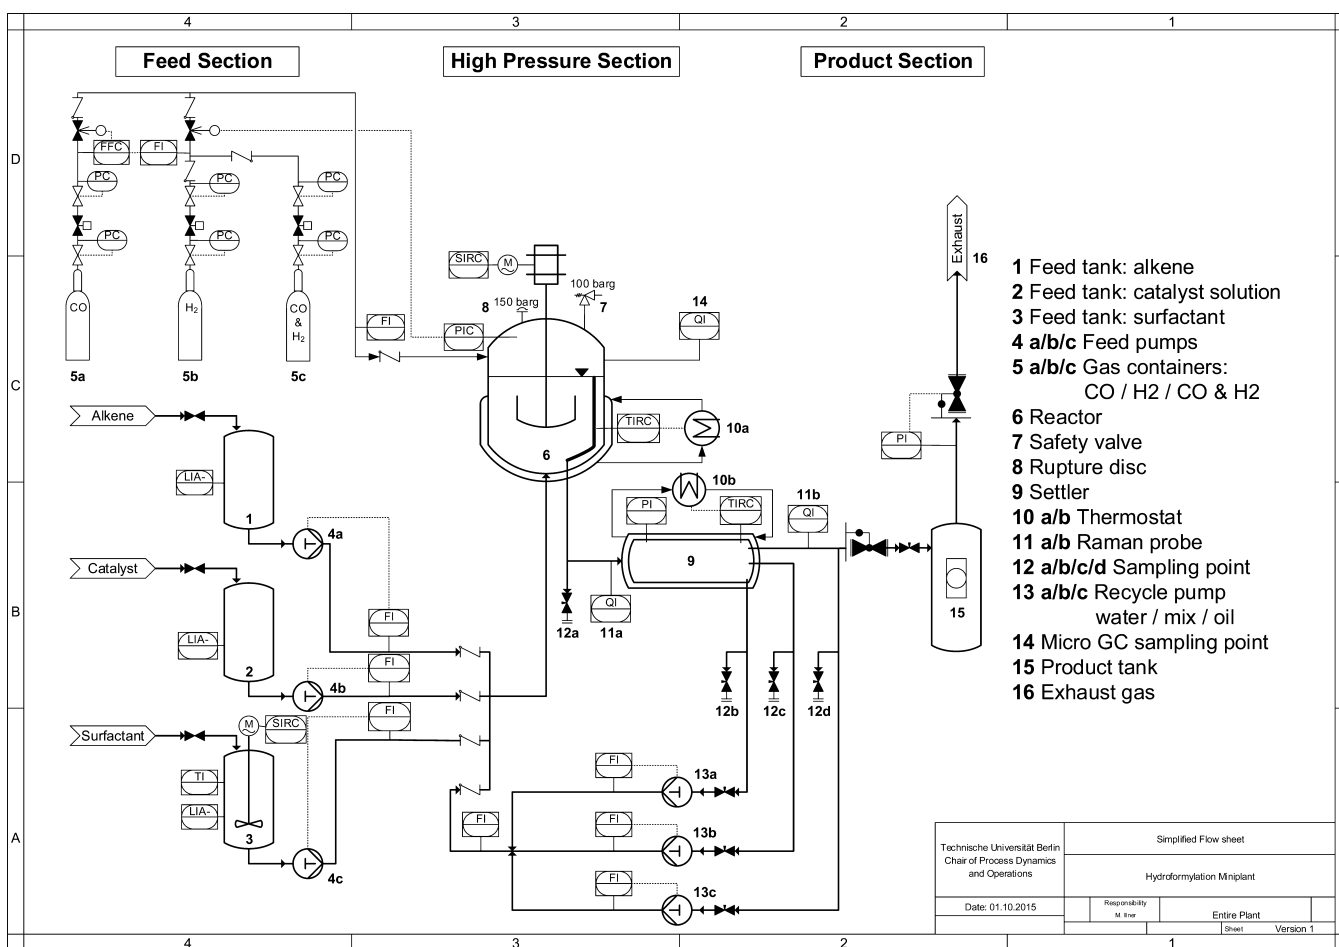 4 3 2 1
Feed Section
High Pressure Section
Product Section
D
FFC
FI
PC
PC
PC
PC
PC
PC
CO
H2
CO
&
H2
5a
5b
5c
SIRC
M
8
150 barg
100 barg
7
14
QI
FI
PIC
Exhaust
16
C
Alkene
LIA-
1
TIRC
10a
6
10b
PI
TIRC
11b
QI
PI
9
15
4a
Catalyst
LIA-
2
4b
FI
FI
FI
B
12a
QI
11a
12b
12c
12d
Surfactant
M
SIRC
TI
LIA-
3
4c
A
FI
FI
13a
FI
13b
FI
13c
1 Feed tank: alkene
2 Feed tank: catalyst solution
3 Feed tank: surfactant
4 a/b/c Feed pumps
5 a/b/c Gas containers:
CO / H2 / CO & H2
6 Reactor
7 Safety valve
8 Rupture disc
9 Settler
10 a/b Thermostat
11 a/b Raman probe
12 a/b/c/d Sampling point
13 a/b/c Recycle pump
water / mix / oil
14 Micro GC sampling point
15 Product tank
16 Exhaust gas
Technische Universität Berlin
Chair of Process Dynamics
and Operations
Simplified Flow sheet
Hydroformylation Miniplant
Date: 01.10.2015
Responsibility
M. Illner
Entire Plant
Sheet
Version 1
4 3 2 1